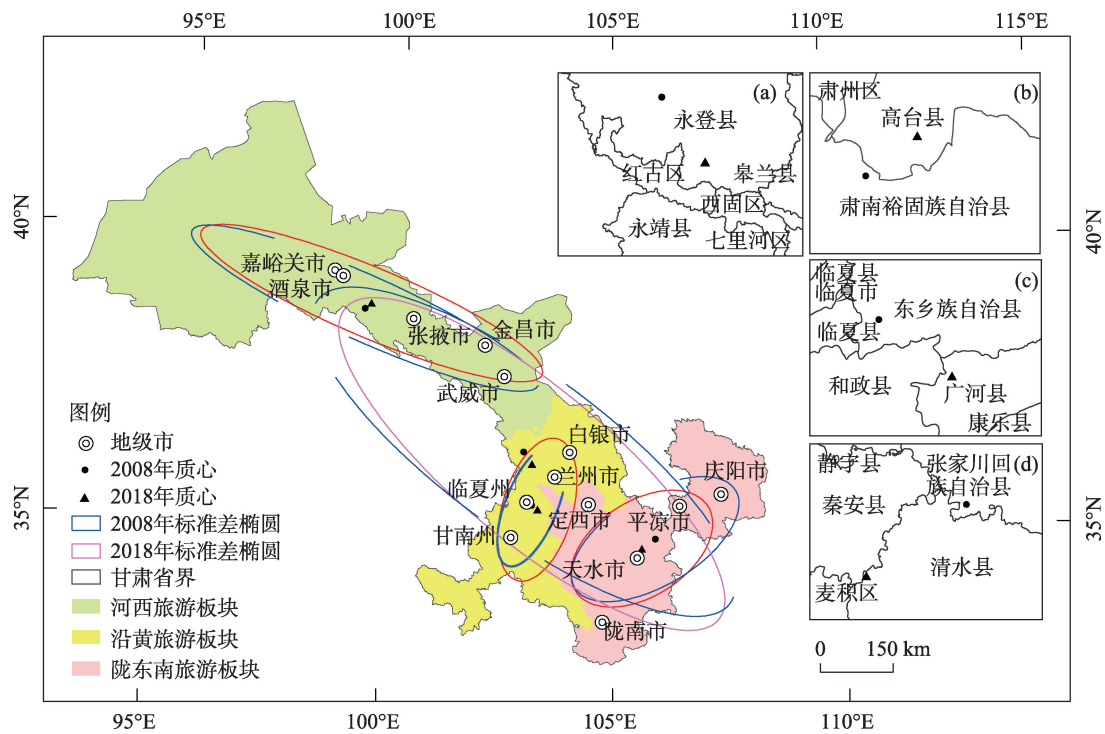 95°E
100°E
105°E
110°E
115°E
40°N
35°N
40°N
35°N
嘉峪关市
酒泉市
张掖市
金昌市
武威市
白银市
兰州市
临夏州
定西市
甘南州
平凉市
庆阳市
天水市
陇南市
(a)
永登县
红古区
皋兰县
西固区
永靖县
七里河区
(b)
肃州区
高台县
肃南裕固族自治县
(c)
临夏县
临夏市
东乡族自治县
临夏县
和政县
广河县
康乐县
(d)
静宁县
张家川回
族自治县
秦安县
清水县
麦积区
图例
地级市
2008年质心
2018年质心
2008年标准差椭圆
2018年标准差椭圆
甘肃省界
河西旅游板块
沿黄旅游板块
陇东南旅游板块
0 150 km
95°E
100°E
105°E
110°E